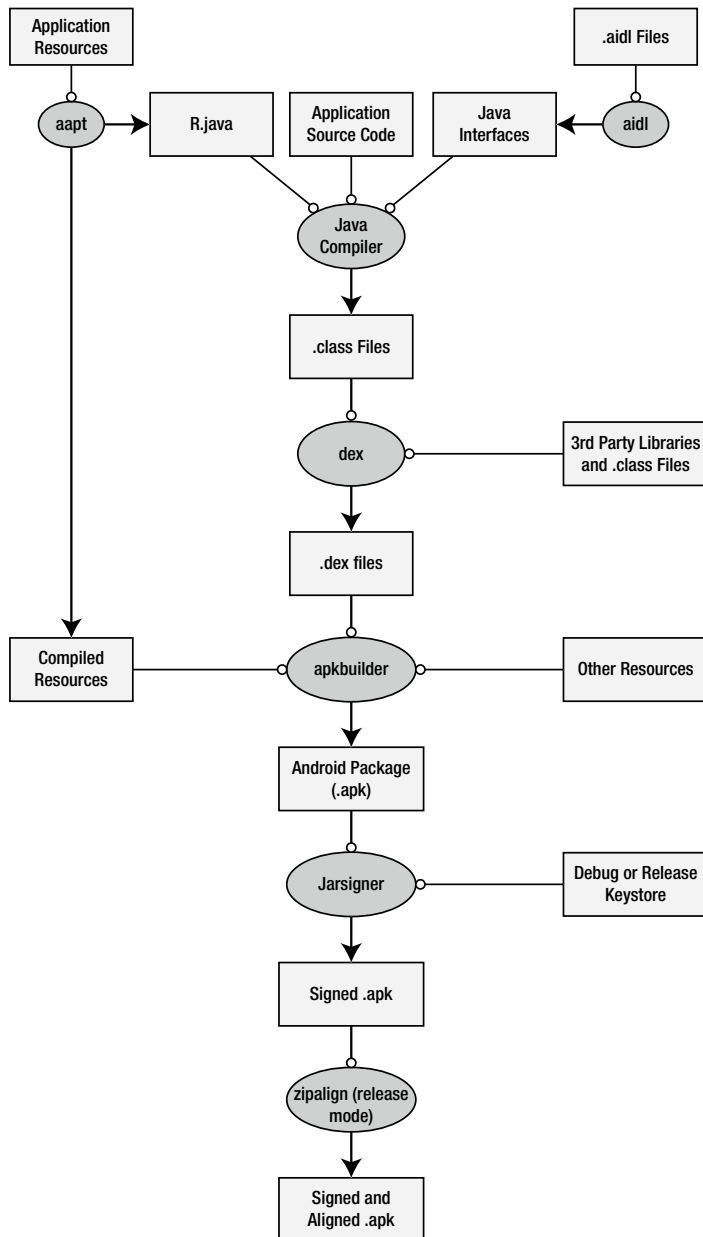 Application
Resources
.aidl Files
aapt
R.java
Application
Source Code
Java
Interfaces
aidl
Java
Compiler
.class Files
dex
3rd Party Libraries
and .class Files
.dex files
Compiled
Resources
apkbuilder
Other Resources
Android Package
(.apk)
Jarsigner
Debug or Release
Keystore
Signed .apk
zipalign (release
mode)
Signed and
Aligned .apk